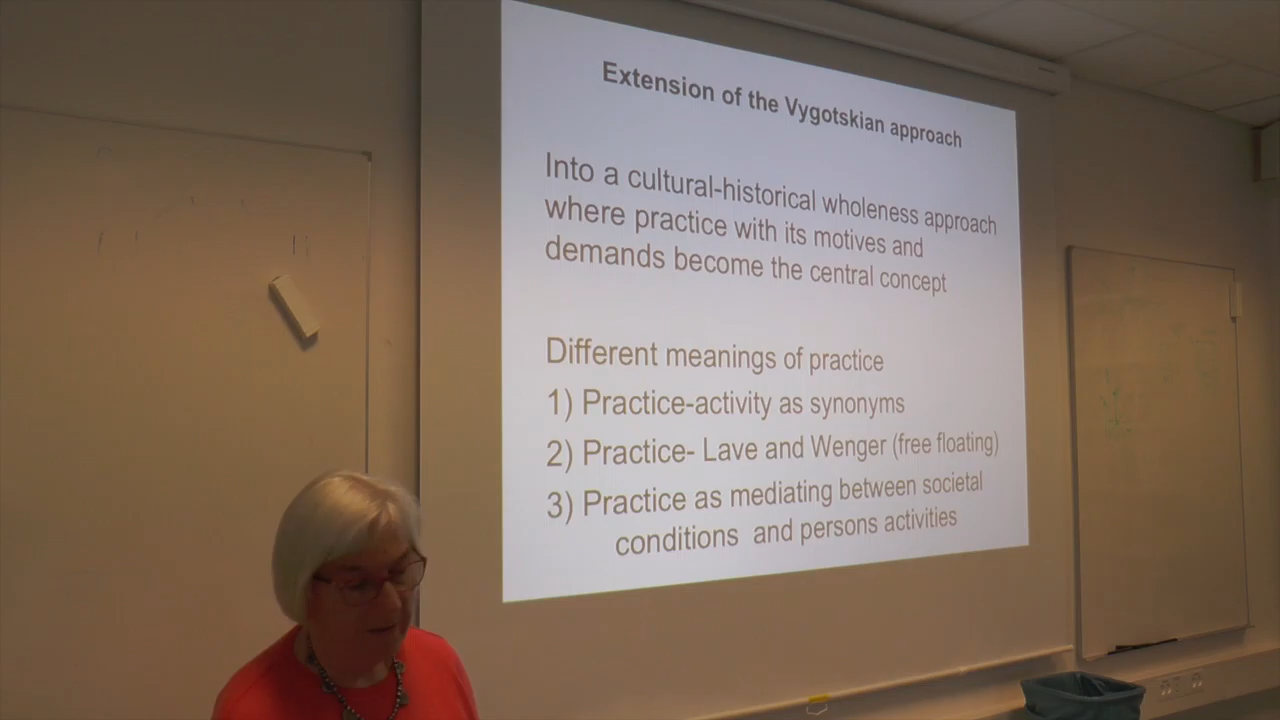 Extension of the Vygotskian approach
Into a cultural-historical wholeness approach
where practice with its motives and
demands become the central concept
Different meanings of practice
1) Practice-activity as synonyms
2) Practice- Lave and Wenger (free floating)
3) Practice as mediating between societal
conditions and persons activities